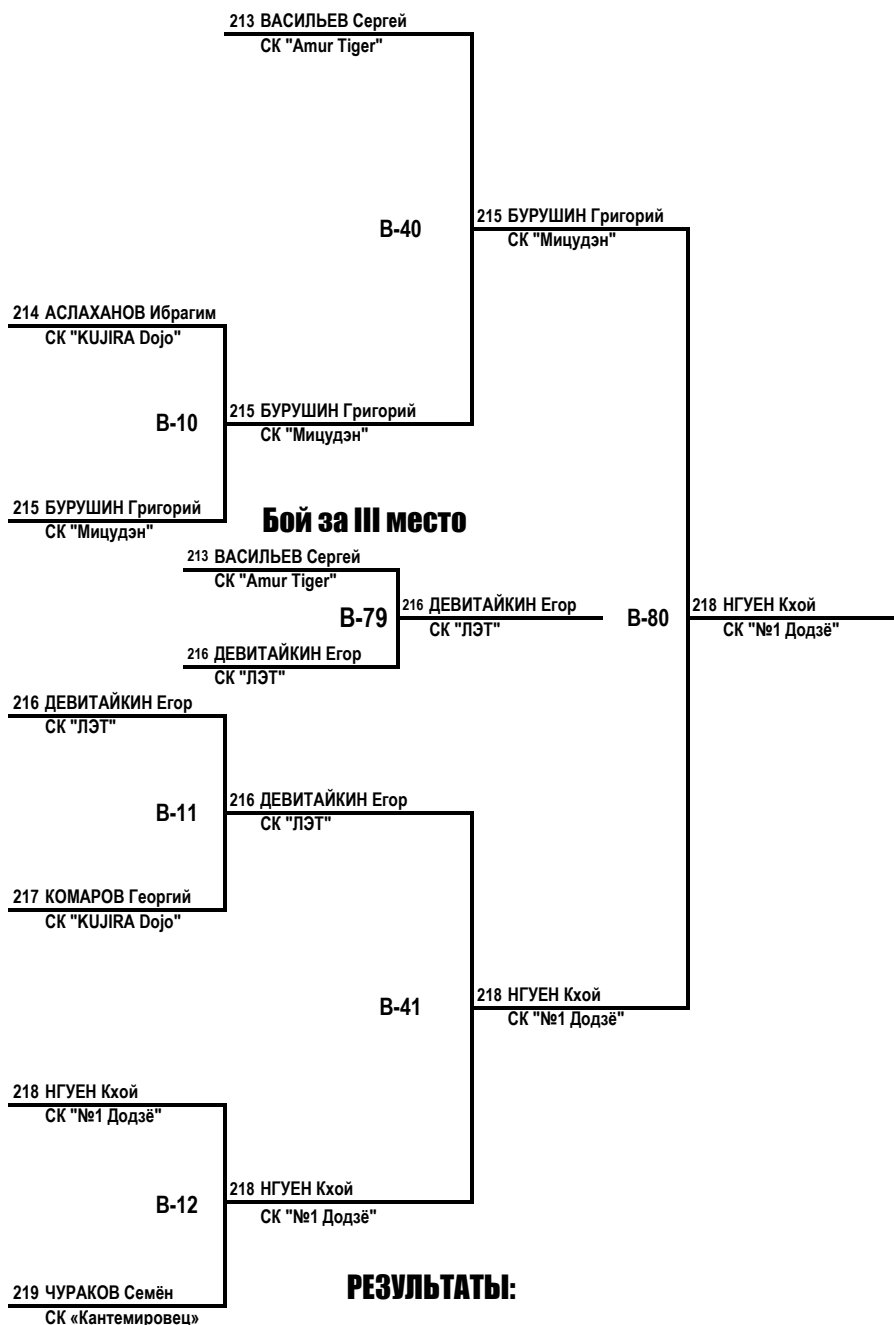 213 ВАСИЛЬЕВ Сергей
СК "Amur Tiger"
В-40
215 БУРУШИН Григорий
СК "Мицудэн"
214 АСЛАХАНОВ Ибрагим
СК "KUJIRA Dojo"
В-10
215 БУРУШИН Григорий
СК "Мицудэн"
215 БУРУШИН Григорий
СК "Мицудэн"
Бой за III место
213 ВАСИЛЬЕВ Сергей
СК "Amur Tiger"
В-79
216 ДЕВИТАЙКИН Егор
СК "ЛЭТ"
В-80
218 НГУЕН Кхой
СК "№1 Додзё"
216 ДЕВИТАЙКИН Егор
СК "ЛЭТ"
216 ДЕВИТАЙКИН Егор
СК "ЛЭТ"
В-11
216 ДЕВИТАЙКИН Егор
СК "ЛЭТ"
217 КОМАРОВ Георгий
СК "KUJIRA Dojo"
В-41
218 НГУЕН Кхой
СК "№1 Додзё"
218 НГУЕН Кхой
СК "№1 Додзё"
В-12
218 НГУЕН Кхой
СК "№1 Додзё"
219 ЧУРАКОВ Семён
СК «Кантемировец»
РЕЗУЛЬТАТЫ: